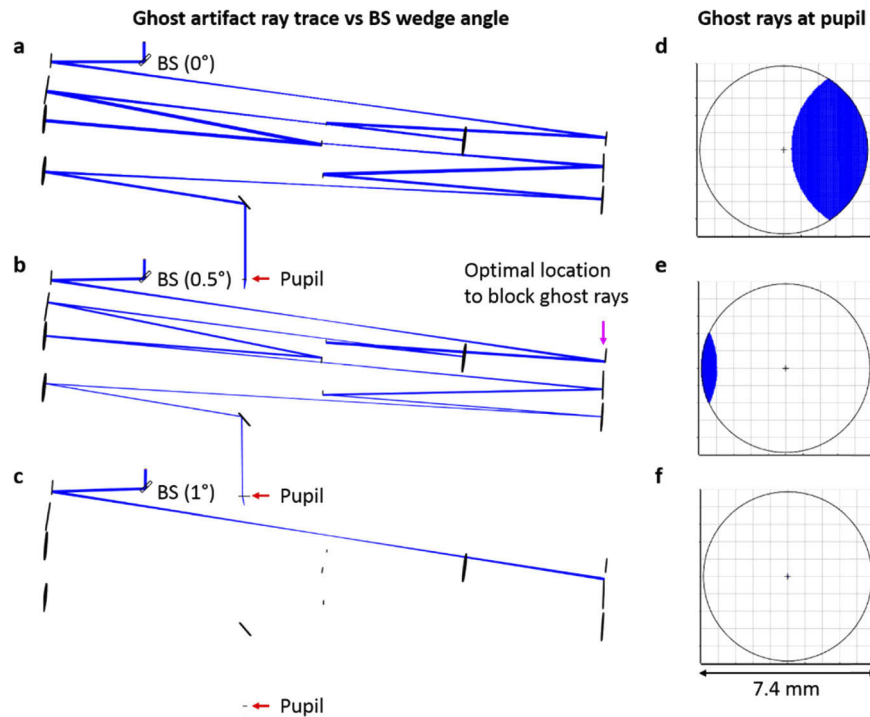 Ghost artifact ray trace vs BS wedge angle
Ghost rays at pupil
a
BS (0°)
d
b
BS (0.5°)
Pupil
Optimal location
to block ghost rays
e
c
BS (1°)
Pupil
f
Pupil
7.4 mm